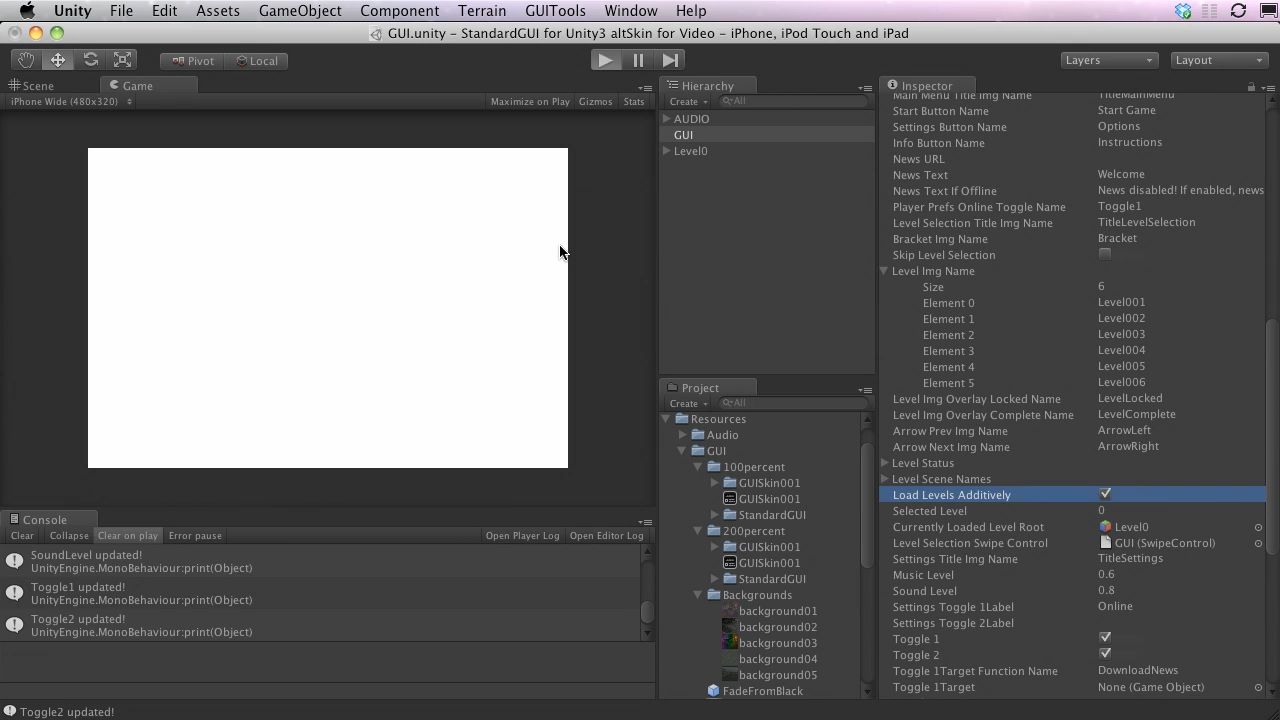 Unity File Edit Assets GameObject Component Terrain GUITools Window Help
GUI.unity - StandardGUI for Unity3 altSkin for Video - iPhone, iPod Touch and iPad
Pivot Local Layers Layout
Scene Game
iPhone Wide (480x320) Maximize on Play Gizmos Stats
Hierarchy
Create All
AUDIO
GUI
Level0
Project
Create All
Resources
Audio
GUI
100percent
GUISkin001
GUISkin001
StandardGUI
200percent
GUISkin001
GUISkin001
StandardGUI
Backgrounds
background01
background02
background03
background04
background05
FadeFromBlack
Inspector
Main Menu Title Img Name TitleMainMenu
Start Button Name Start Game
Settings Button Name Options
Info Button Name Instructions
News URL
News Text Welcome
News Text If Offline News disabled! If enabled, news
Player Prefs Online Toggle Name Toggle1
Level Selection Title Img Name TitleLevelSelection
Bracket Img Name Bracket
Skip Level Selection
Level Img Name
Size 6
Element 0 Level001
Element 1 Level002
Element 2 Level003
Element 3 Level004
Element 4 Level005
Element 5 Level006
Level Img Overlay Locked Name LevelLocked
Level Img Overlay Complete Name LevelComplete
Arrow Prev Img Name ArrowLeft
Arrow Next Img Name ArrowRight
Level Status
Level Scene Names
Load Levels Additively
Selected Level 0
Currently Loaded Level Root Level0
Level Selection Swipe Control GUI (SwipeControl)
Settings Title Img Name TitleSettings
Music Level 0.6
Sound Level 0.8
Settings Toggle 1Label Online
Settings Toggle 2Label
Toggle 1
Toggle 2
Toggle 1Target Function Name DownloadNews
Toggle 1Target None (Game Object)
Console
Clear Collapse Clear on play Error pause Open Player Log Open Editor Log
SoundLevel updated!
UnityEngine.MonoBehaviour:print(Object)
Toggle1 updated!
UnityEngine.MonoBehaviour:print(Object)
Toggle2 updated!
UnityEngine.MonoBehaviour:print(Object)
Toggle2 updated!